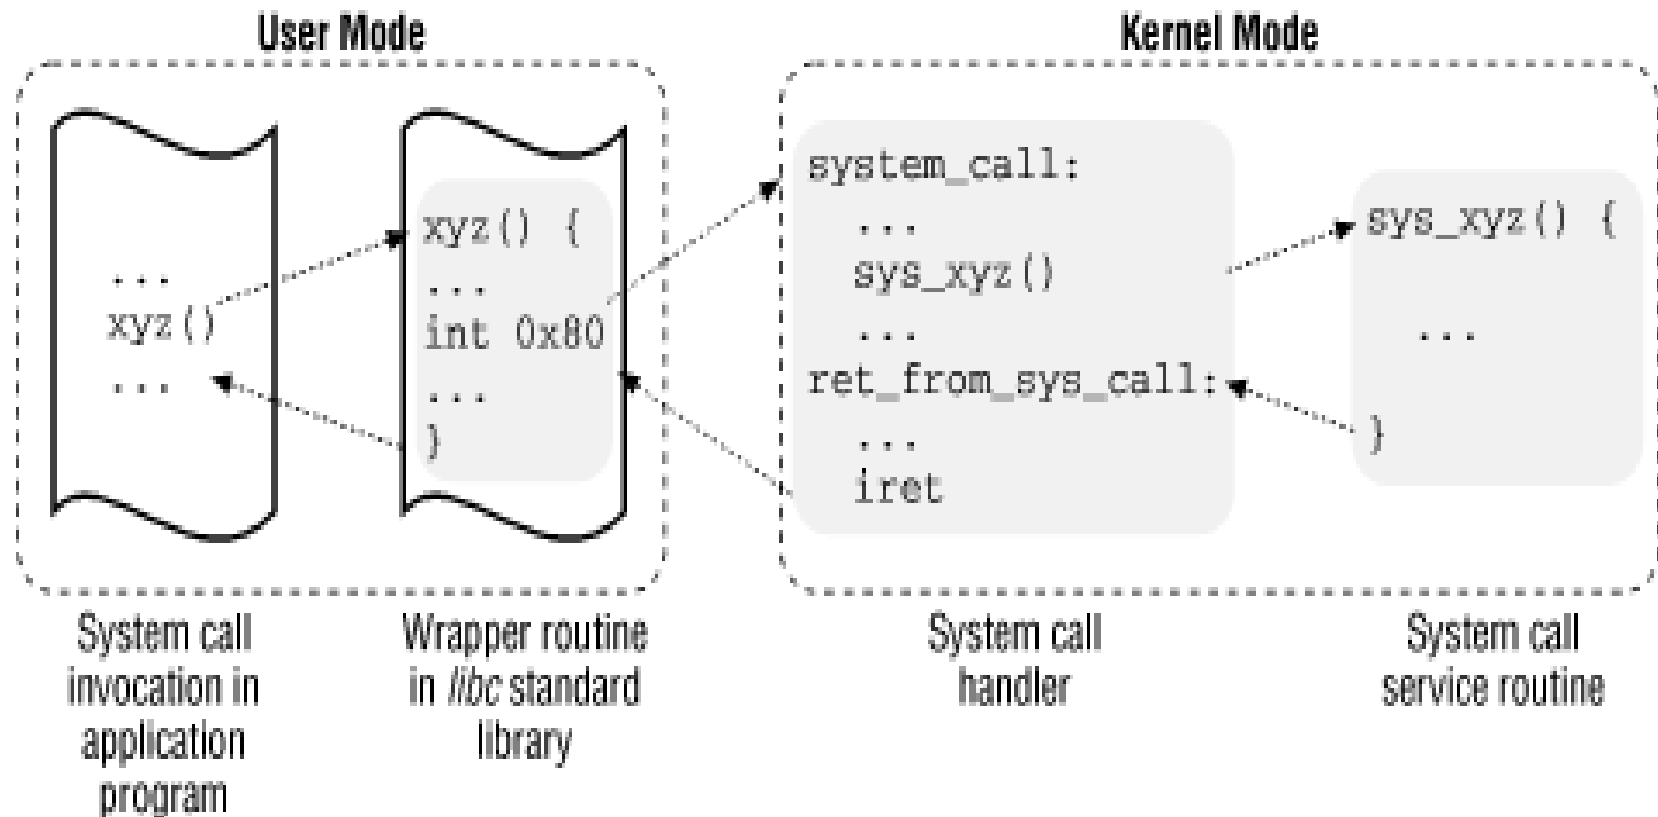 User Mode
Kernel Mode
...
xyz()
...
xyz() {
...
int 0x80
...
}
system_call:
...
sys_xyz()
...
ret_from_sys_call:
...
iret
sys_xyz() {
...
}
System call
invocation in
application
program
Wrapper routine
in libc standard
library
System call
handler
System call
service routine